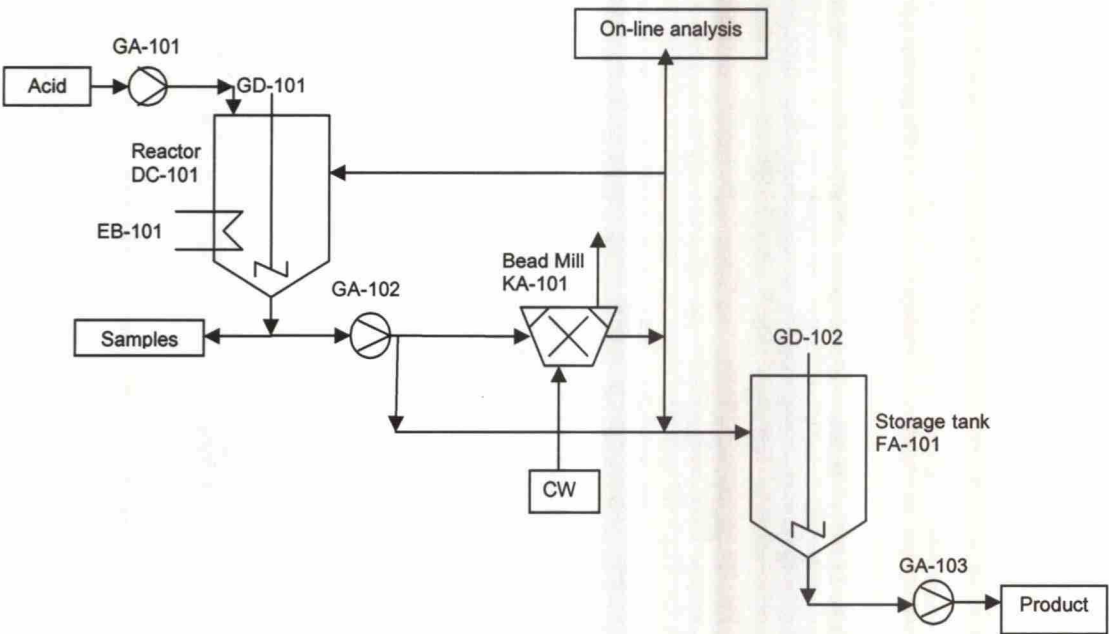 On-line analysis
GA-101
Acid
GD-101
Reactor
DC-101
EB-101
GA-102
Bead Mill
KA-101
Samples
GD-102
Storage tank
FA-101
CW
GA-103
Product